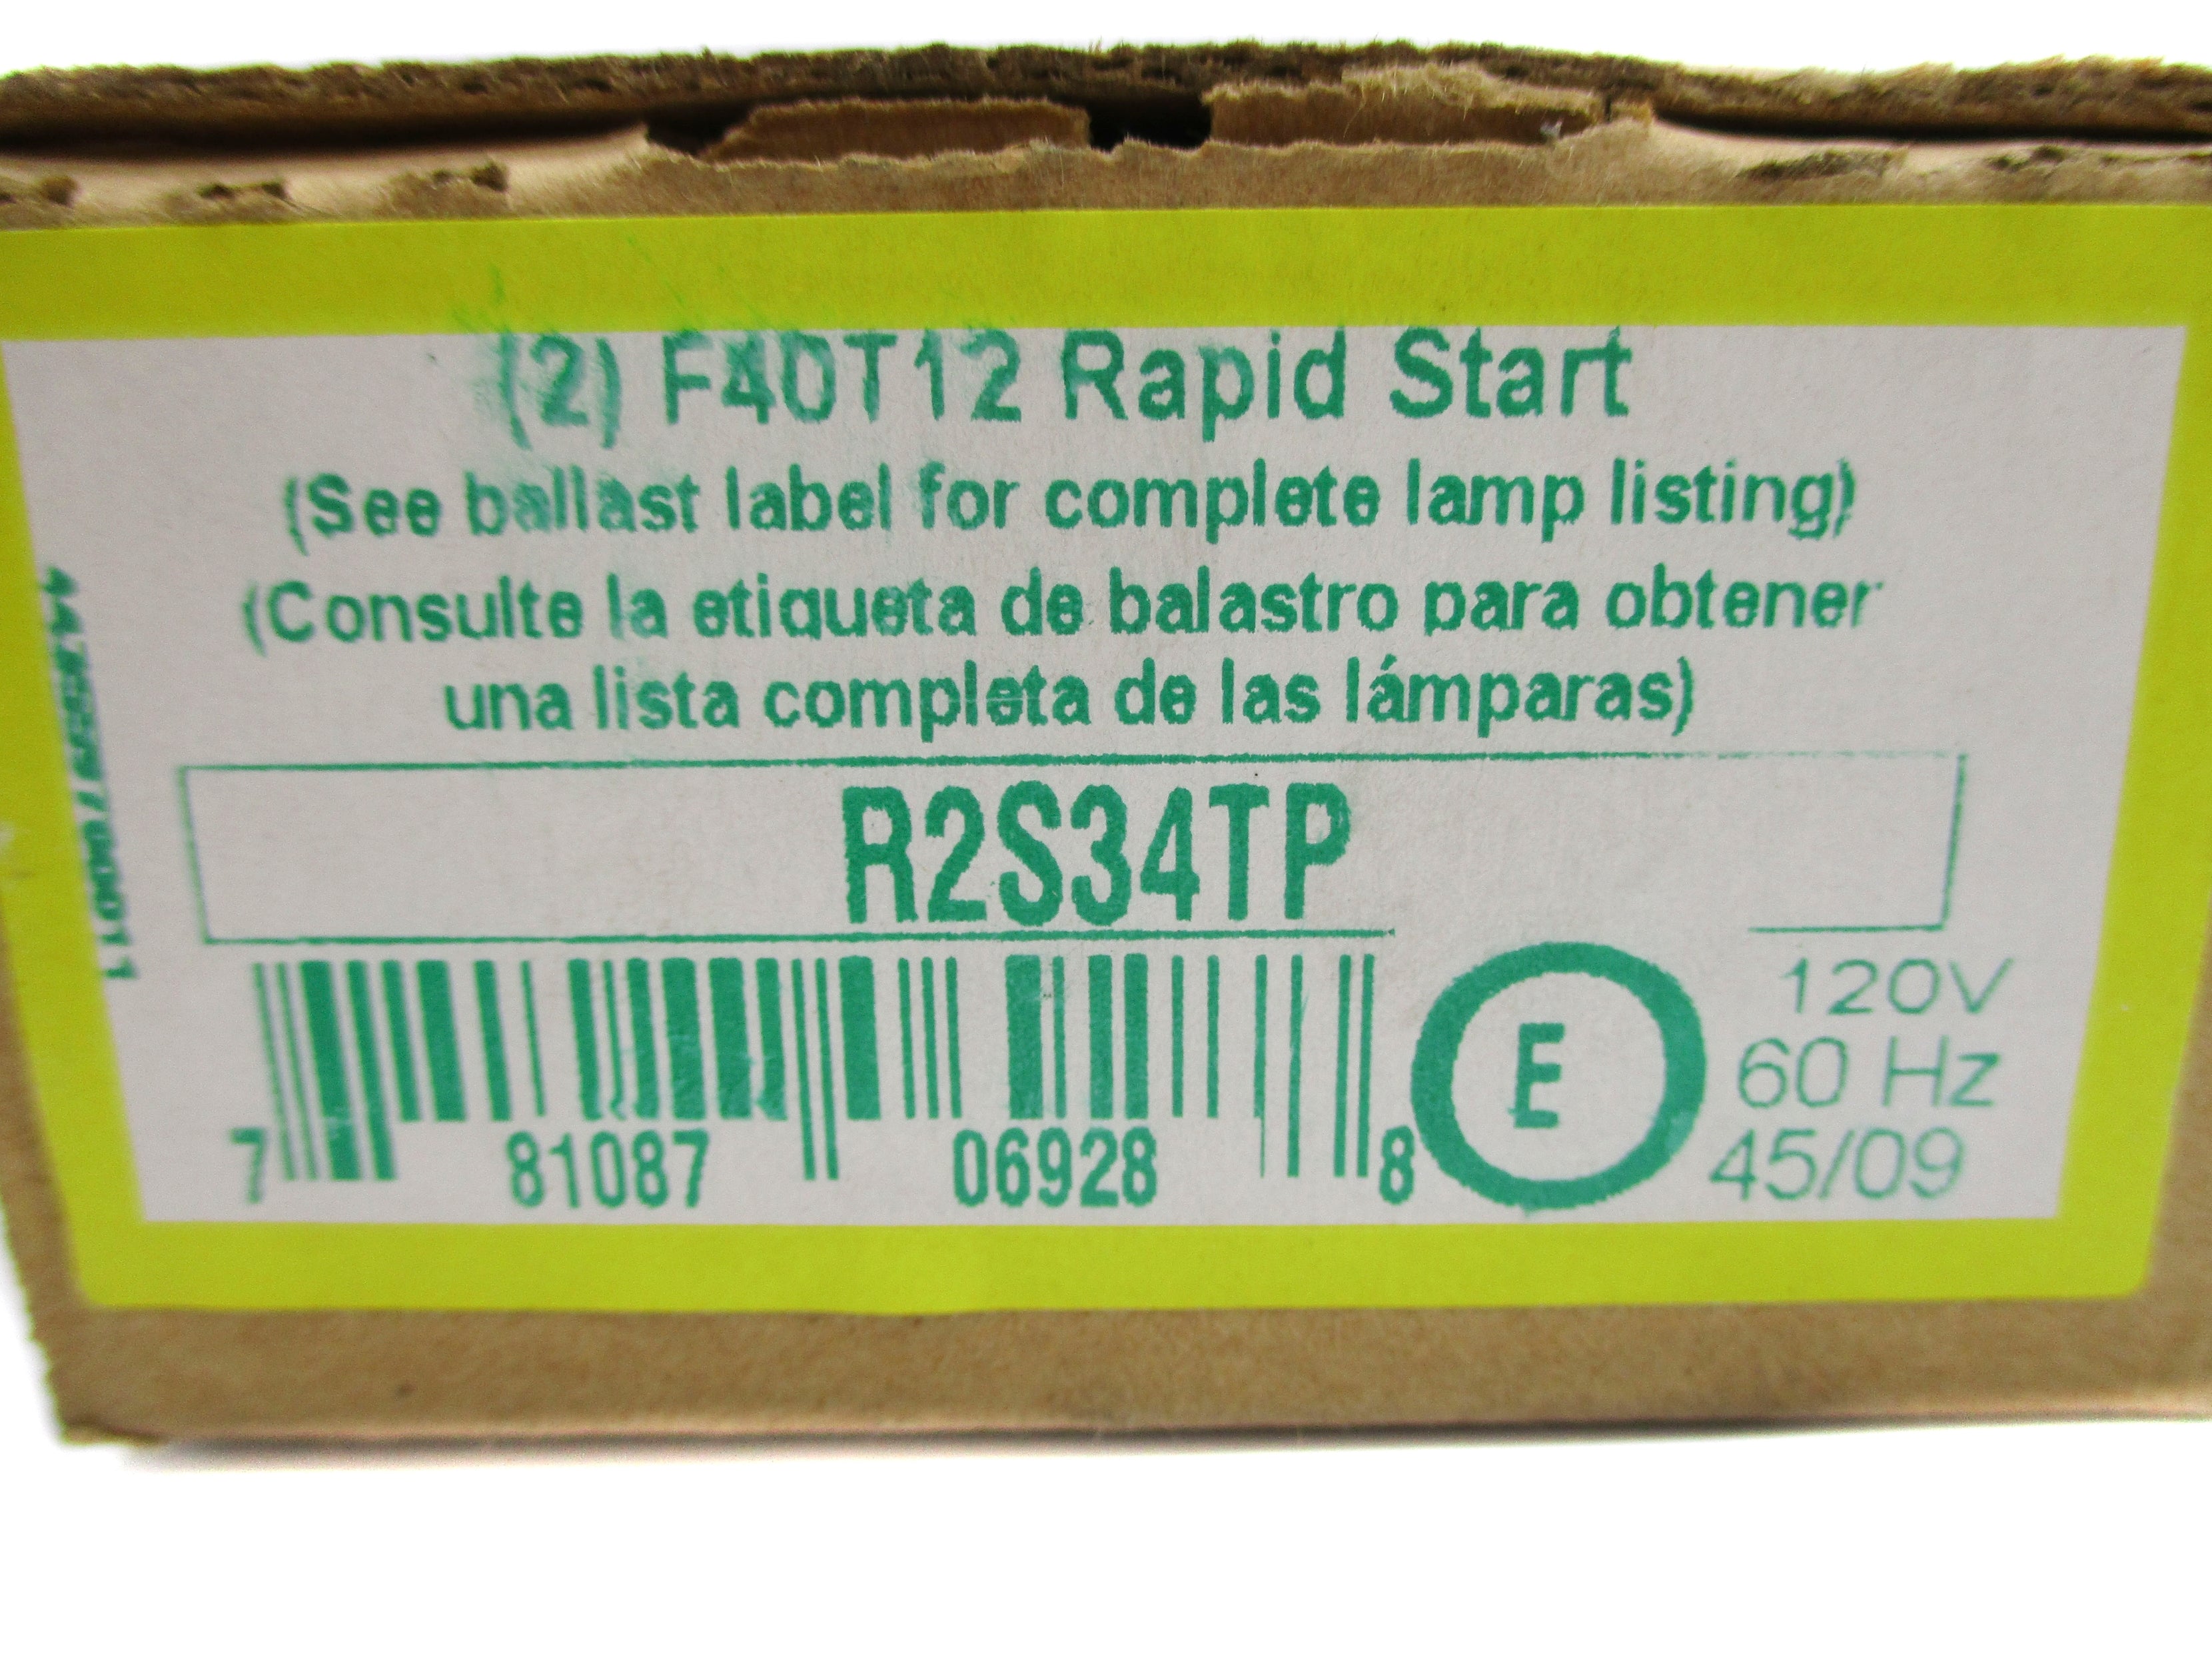 (2) F40T12 Rapid Start
(See ballast label for complete lamp listing)
(Consulte la etiqueta de balastro para obtener
una lista completa de las lámparas)
R2S34TP
7 81087 06928 8
E
120V
60 Hz
45/09